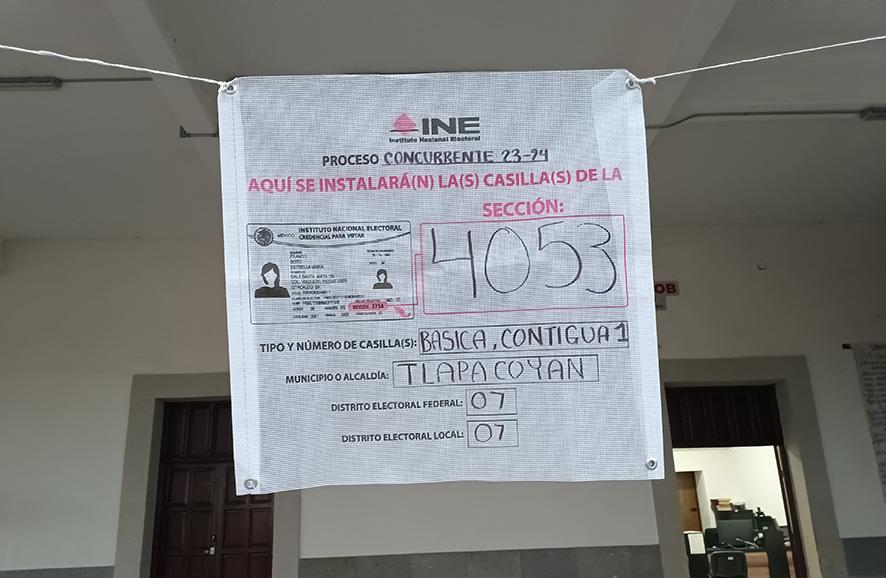 INE
Instituto Nacional Electoral
PROCESO CONCURRENTE 23-24
AQUÍ SE INSTALARÁ(N) LA(S) CASILLA(S) DE LA
SECCIÓN:
4053
MÉXICO INSTITUTO NACIONAL ELECTORAL
CREDENCIAL PARA VOTAR
TIPO Y NÚMERO DE CASILLA(S): BASICA, CONTIGUA 1
MUNICIPIO O ALCALDÍA: TLAPACOYAN
DISTRITO ELECTORAL FEDERAL: 07
DISTRITO ELECTORAL LOCAL: 07